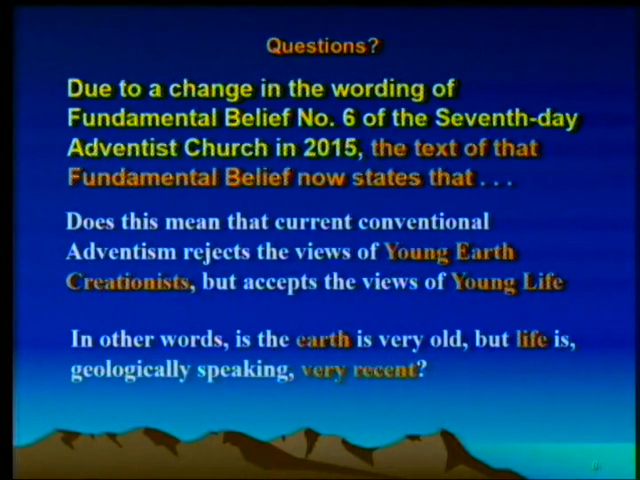 Questions?
Due to a change in the wording of
Fundamental Belief No. 6 of the Seventh-day
Adventist Church in 2015, the text of that
Fundamental Belief now states that . . .
Does this mean that current conventional
Adventism rejects the views of Young Earth
Creationists, but accepts the views of Young Life
In other words, is the earth is very old, but life is,
geologically speaking, very recent?